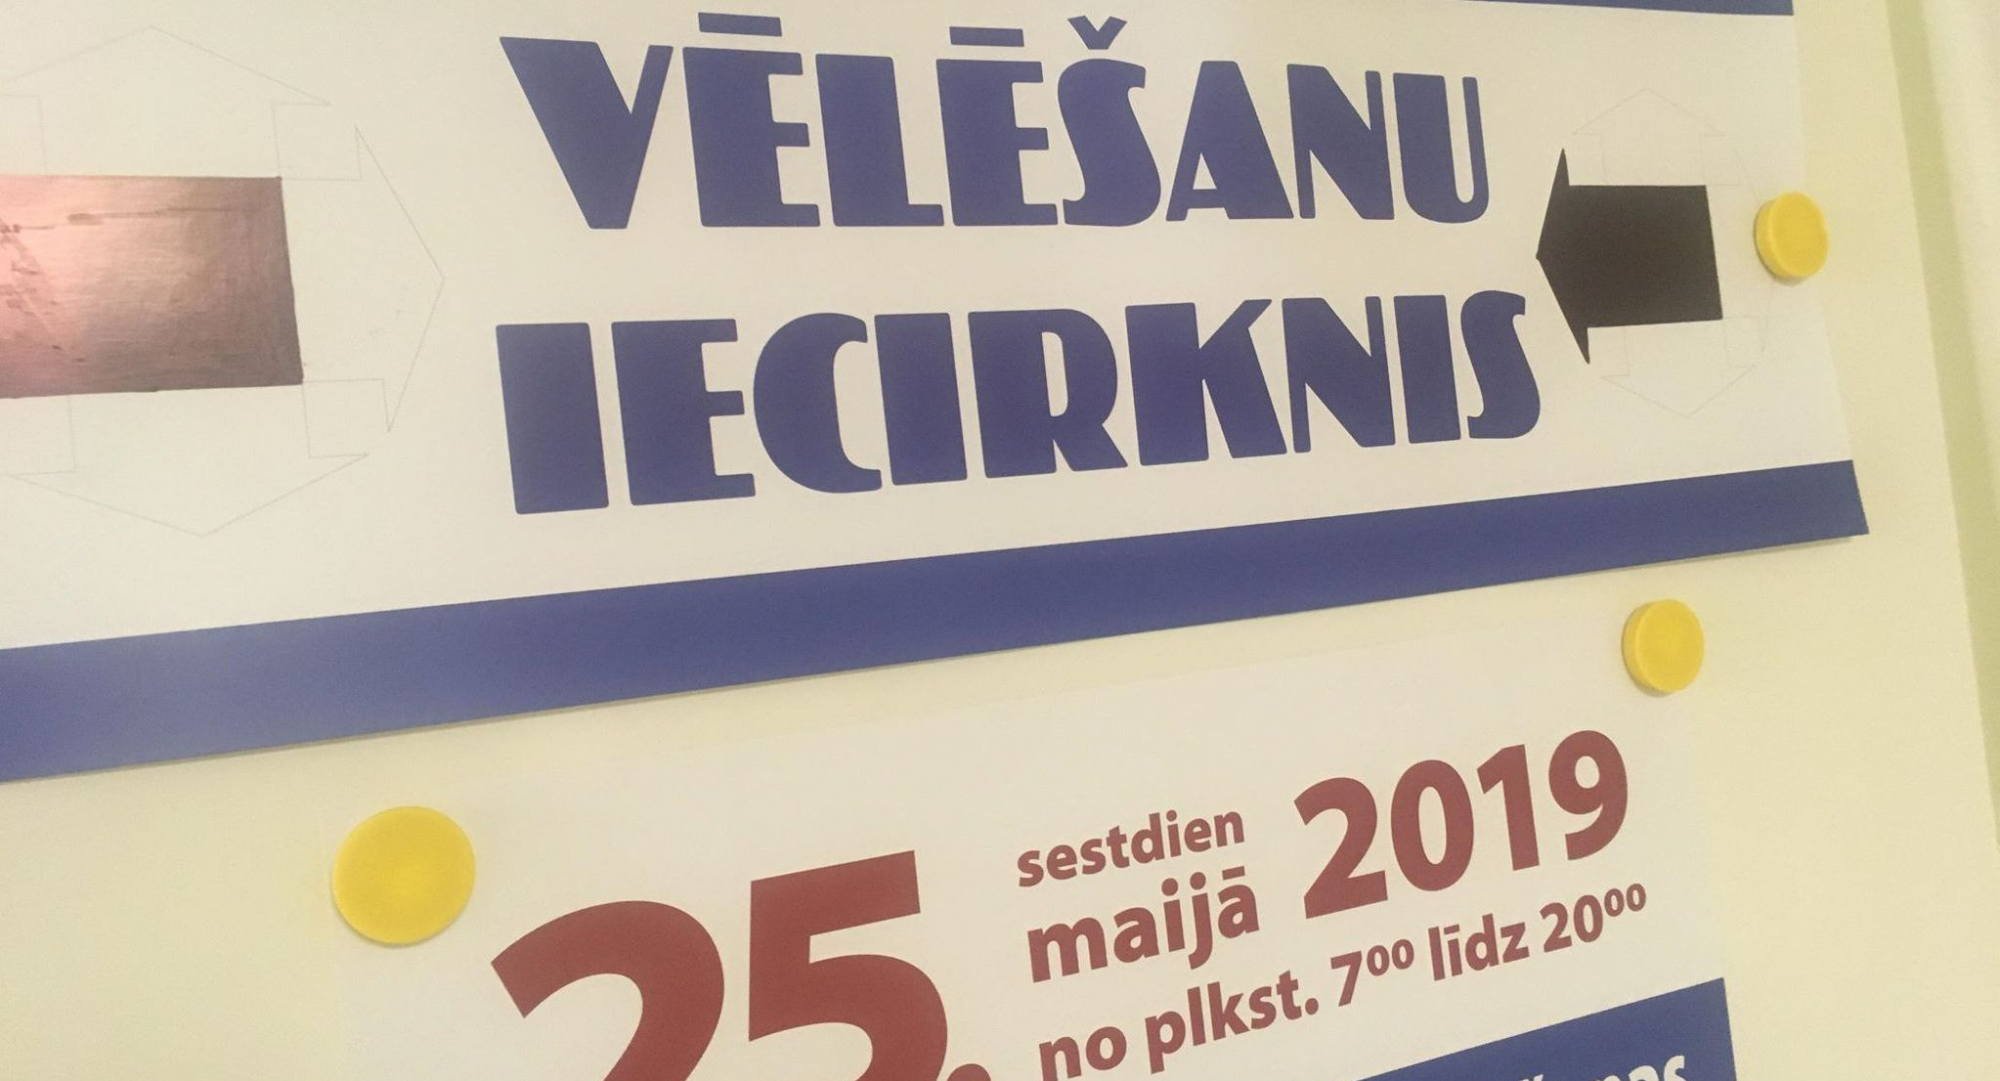 VĒLĒŠANU
IECIRKNIS
sestdien
25. maijā 2019
no plkst. 7⁰⁰ līdz 20⁰⁰